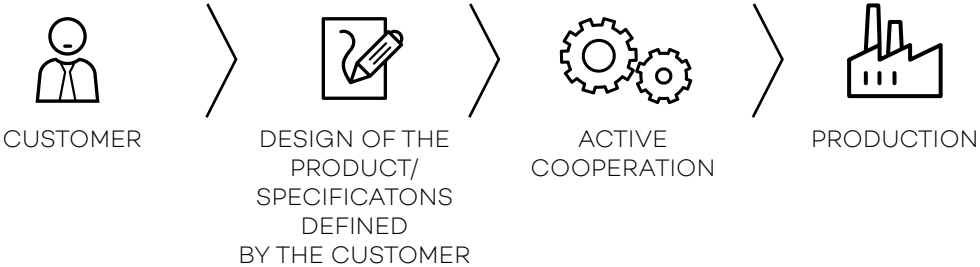 CUSTOMER
DESIGN OF THE
PRODUCT/
SPECIFICATONS
DEFINED
BY THE CUSTOMER
ACTIVE
COOPERATION
PRODUCTION